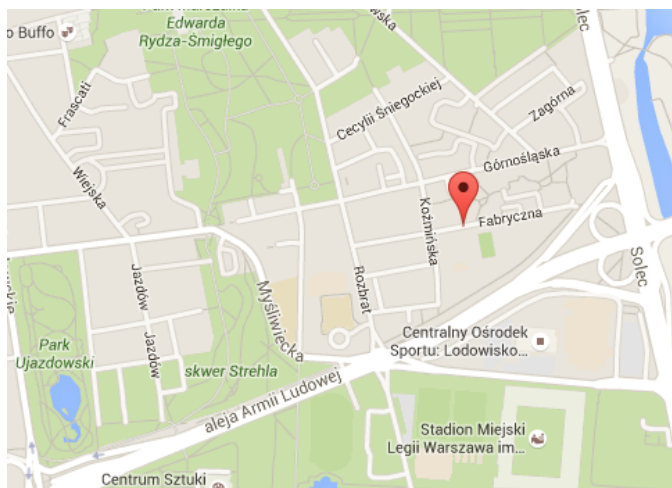 o Buffo
Edwarda
Rydza-Śmigłego
Frascati
Wiejska
Cecylii Śniegockiej
Zagórna
Solec
Górnośląska
Koźmińska
Fabryczna
Jazdów
Jazdów
Myśliwiecka
Rozbrat
Solec
Park
Ujazdowski
skwer Strehla
Centralny Ośrodek
Sportu: Lodowisko...
aleja Armii Ludowej
Stadion Miejski
Legii Warszawa im...
Centrum Sztuki